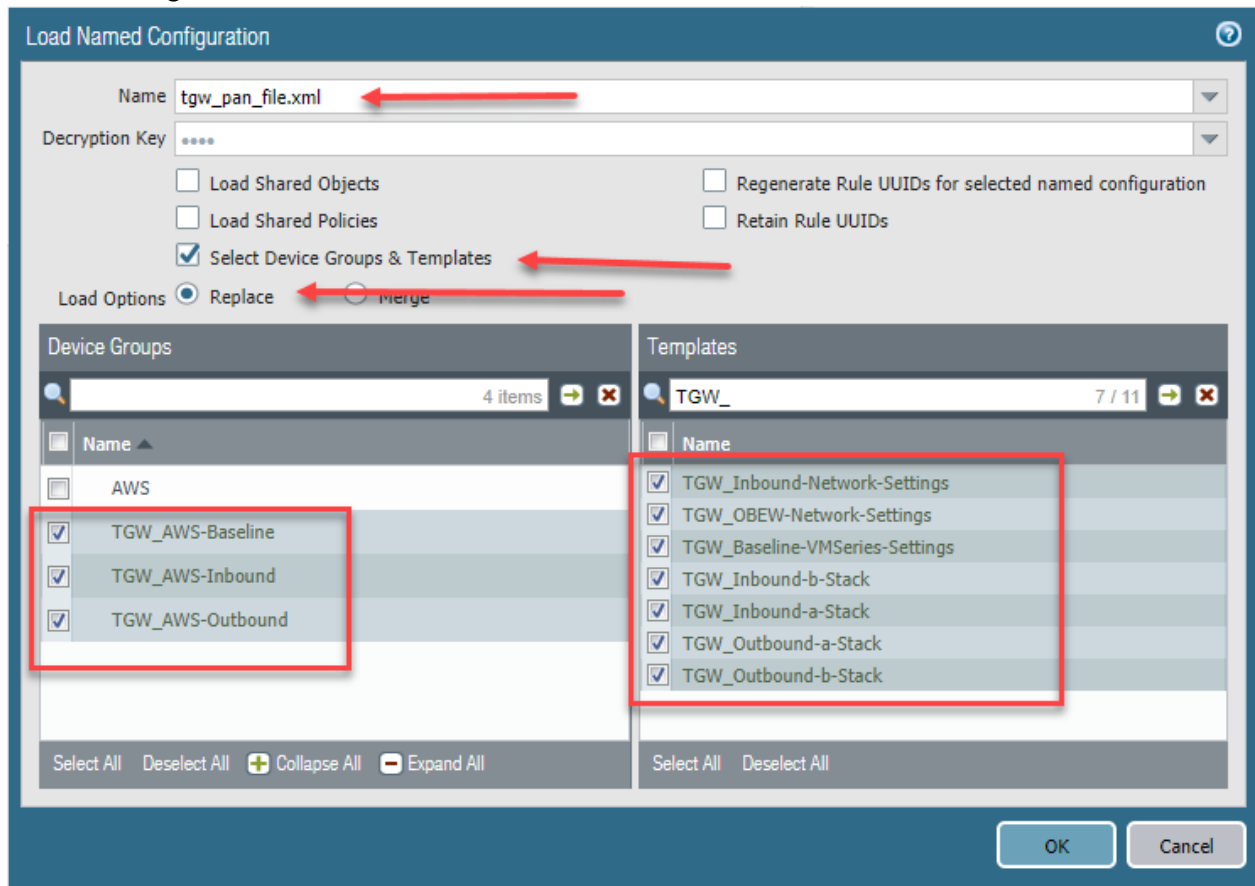 Load Named Configuration
Name tgw_pan_file.xml
Decryption Key ••••
Load Shared Objects Regenerate Rule UUIDs for selected named configuration
Load Shared Policies Retain Rule UUIDs
Select Device Groups & Templates
Load Options Replace Merge
Device Groups
4 items
Name
AWS
TGW_AWS-Baseline
TGW_AWS-Inbound
TGW_AWS-Outbound
Select All Deselect All Collapse All Expand All
Templates
TGW_ 7 / 11
Name
TGW_Inbound-Network-Settings
TGW_OBEW-Network-Settings
TGW_Baseline-VMSeries-Settings
TGW_Inbound-b-Stack
TGW_Inbound-a-Stack
TGW_Outbound-a-Stack
TGW_Outbound-b-Stack
Select All Deselect All
OK Cancel